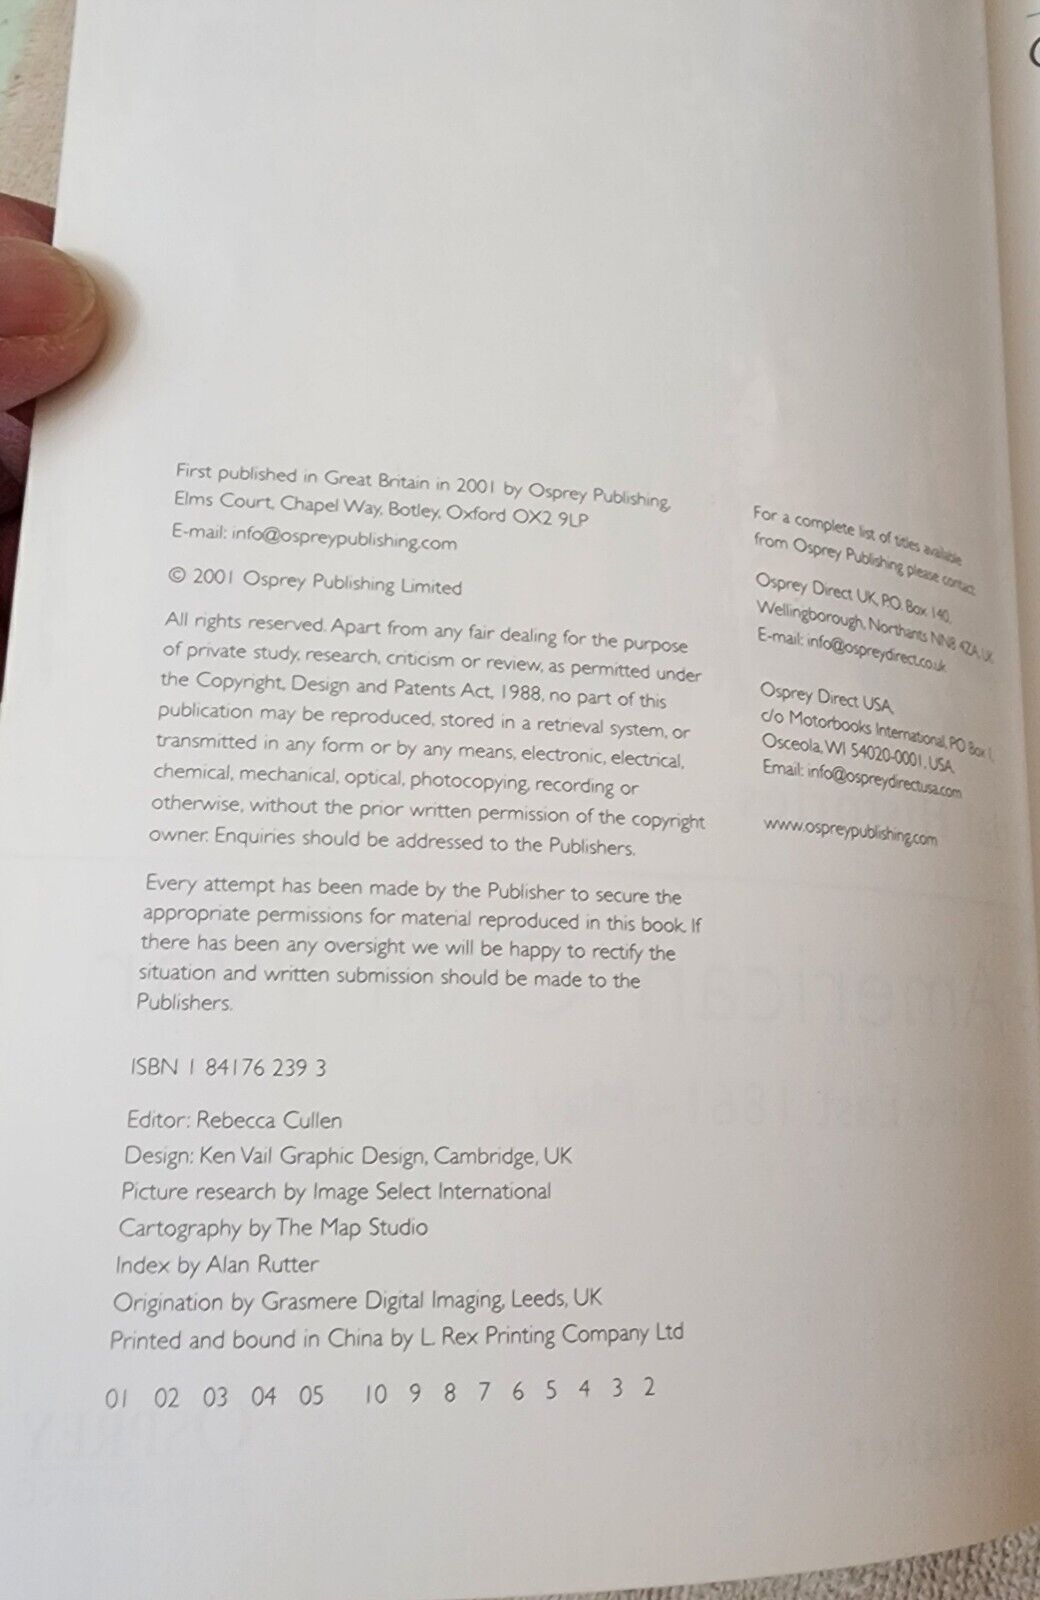 First published in Great Britain in 2001 by Osprey Publishing,
Elms Court, Chapel Way, Botley, Oxford OX2 9LP
E-mail: info@ospreypublishing.com
© 2001 Osprey Publishing Limited
All rights reserved. Apart from any fair dealing for the purpose
of private study, research, criticism or review, as permitted under
the Copyright, Design and Patents Act, 1988, no part of this
publication may be reproduced, stored in a retrieval system, or
transmitted in any form or by any means, electronic, electrical,
chemical, mechanical, optical, photocopying, recording or
otherwise, without the prior written permission of the copyright
owner. Enquiries should be addressed to the Publishers.
Every attempt has been made by the Publisher to secure the
appropriate permissions for material reproduced in this book. If
there has been any oversight we will be happy to rectify the
situation and written submission should be made to the
Publishers.
ISBN 1 84176 239 3
Editor: Rebecca Cullen
Design: Ken Vail Graphic Design, Cambridge, UK
Picture research by Image Select International
Cartography by The Map Studio
Index by Alan Rutter
Origination by Grasmere Digital Imaging, Leeds, UK
Printed and bound in China by L. Rex Printing Company Ltd
01 02 03 04 05 10 9 8 7 6 5 4 3 2
For a complete list of titles available
from Osprey Publishing please contact:
Osprey Direct UK, P.O. Box 140,
Wellingborough, Northants NN8 4ZA, UK
E-mail: info@ospreydirect.co.uk
Osprey Direct USA,
c/o Motorbooks International, PO Box 1,
Osceola, WI 54020-0001, USA
Email: info@ospreydirectusa.com
www.ospreypublishing.com